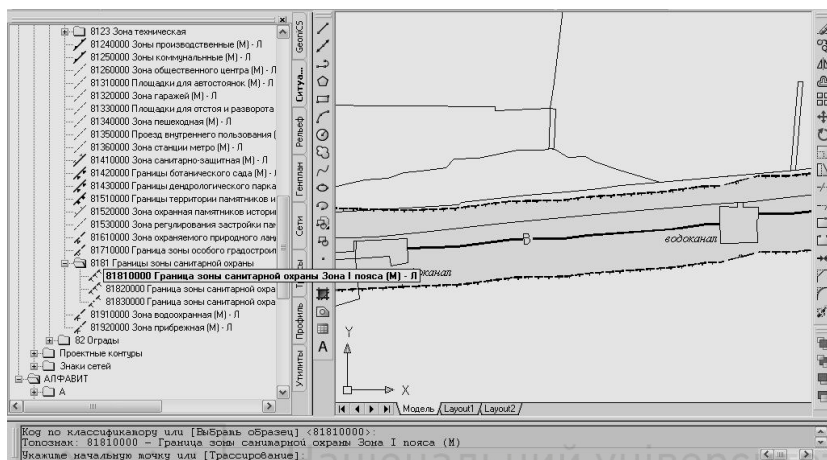 8123 Зона техническая
81240000 Зоны производственные (М) - Л
81250000 Зоны коммунальные (М) - Л
81260000 Зона общественного центра (М) - Л
81310000 Площадки для автостоянок (М) - Л
81320000 Зона гаражей (М) - Л
81330000 Площадки для отстоя и разворота
81340000 Зона пешеходная (М) - Л
81350000 Проезд внутреннего пользования (
81360000 Зона станции метро (М) - Л
81410000 Зона санитарно-защитная (М) - Л
81420000 Границы ботанического сада (М) - Л
81430000 Границы дендрологического парка
81510000 Границы территории памятников и
81520000 Зона охранная памятников истори
81530000 Зона регулирования застройки па
81610000 Зона охраняемого природного лан
81710000 Граница зоны особого градострои
8181 Границы зоны санитарной охраны
81810000 Граница зоны санитарной охраны Зона I пояса (М) - Л
81820000 Граница зоны санитарной охра
81830000 Граница зоны санитарной охра
81910000 Зона водоохранная (М) - Л
81920000 Зона прибрежная (М) - Л
82 Ограды
Проектные контуры
Знаки сетей
АЛФАВИТ
А
GeoniCS
Ситуа...
Рельеф
Генплан
Сети
Профиль
Утилиты
A
В
водоканал
оканал
Y
X
Модель Layout1 Layout2
Код по классификатору или [Выбрать образец] <81810000>:
Топознак: 81810000 - Граница зоны санитарной охраны Зона I пояса (М)
Укажите начальную точку или [Трассирование]: